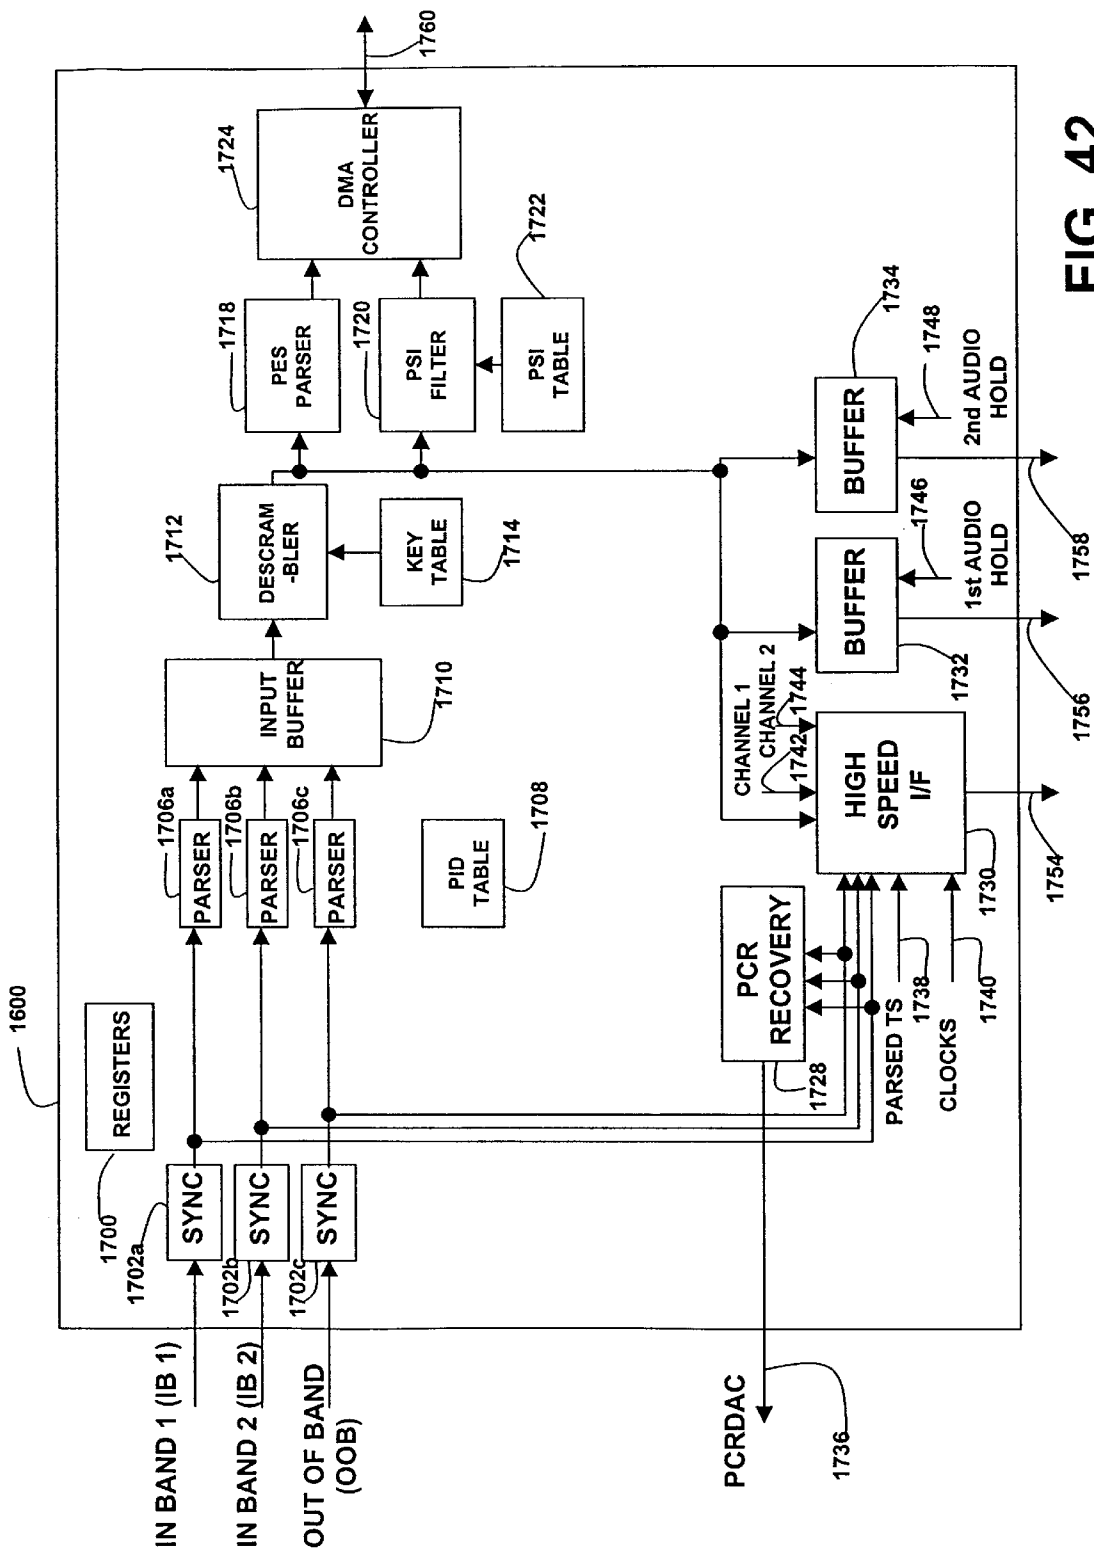 1600
REGISTERS
1700
IN BAND 1 (IB 1)
IN BAND 2 (IB 2)
OUT OF BAND
(OOB)
1702a
SYNC
1702b
SYNC
1702c
SYNC
1706a
PARSER
1706b
PARSER
1706c
PARSER
PID
TABLE
1708
INPUT
BUFFER
1710
1712
DESCRAM
-BLER
KEY
TABLE
1714
1718
PES
PARSER
1720
PSI
FILTER
PSI
TABLE
1722
1724
DMA
CONTROLLER
1760
PCRDAC
1736
PCR
RECOVERY
1728
PARSED TS
1738
CLOCKS
1740
CHANNEL 1
CHANNEL 2
1742
1744
HIGH
SPEED
I/F
1730
1754
BUFFER
1732
1746
1st AUDIO
HOLD
1756
BUFFER
1734
1748
2nd AUDIO
HOLD
1758
FIG. 42